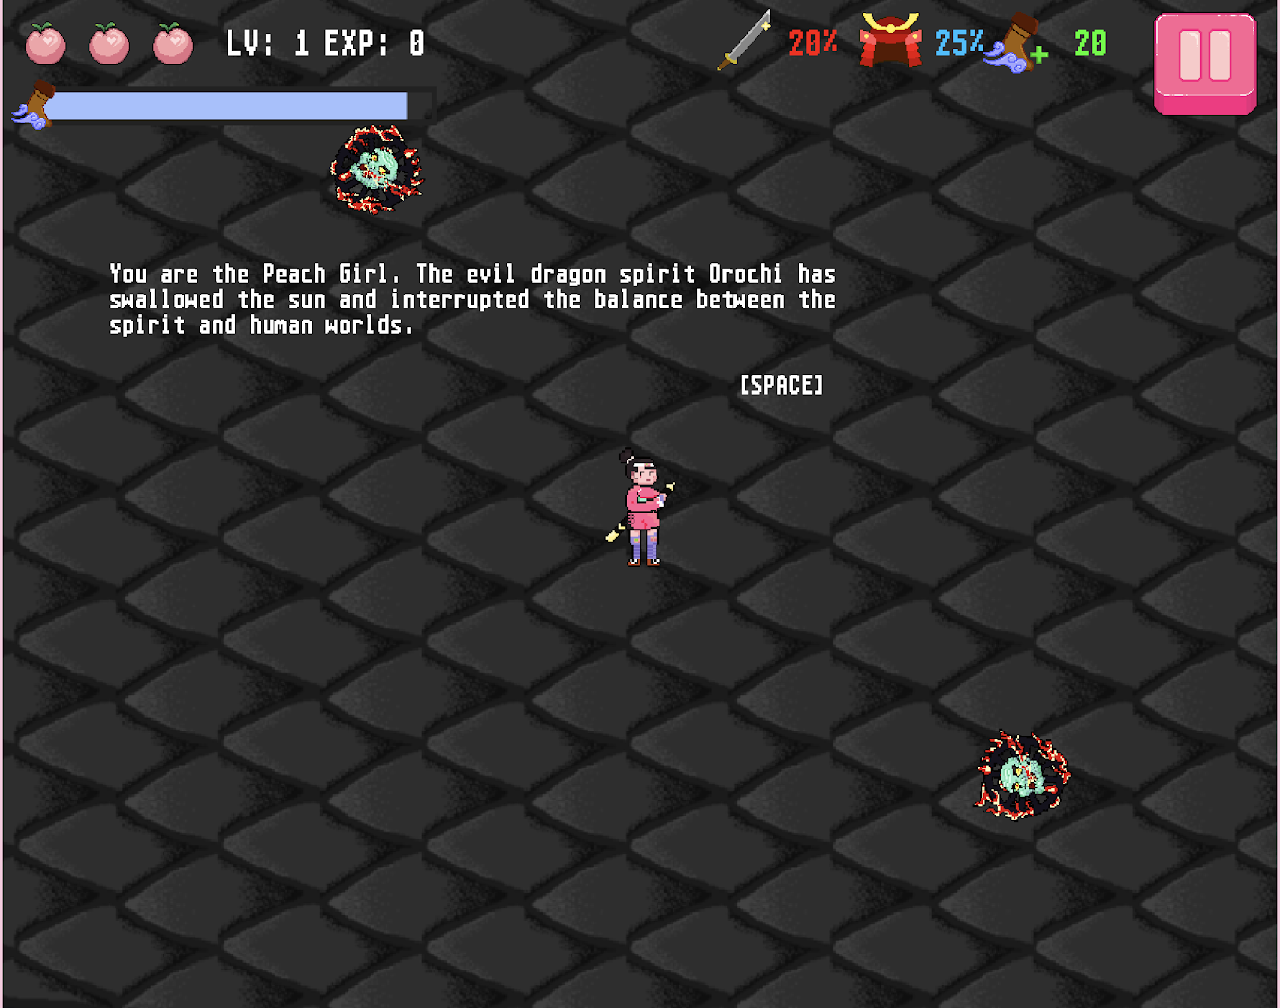 LV: 1 EXP: 0
20% 25% 20
You are the Peach Girl. The evil dragon spirit Orochi has
swallowed the sun and interrupted the balance between the
spirit and human worlds.
[SPACE]